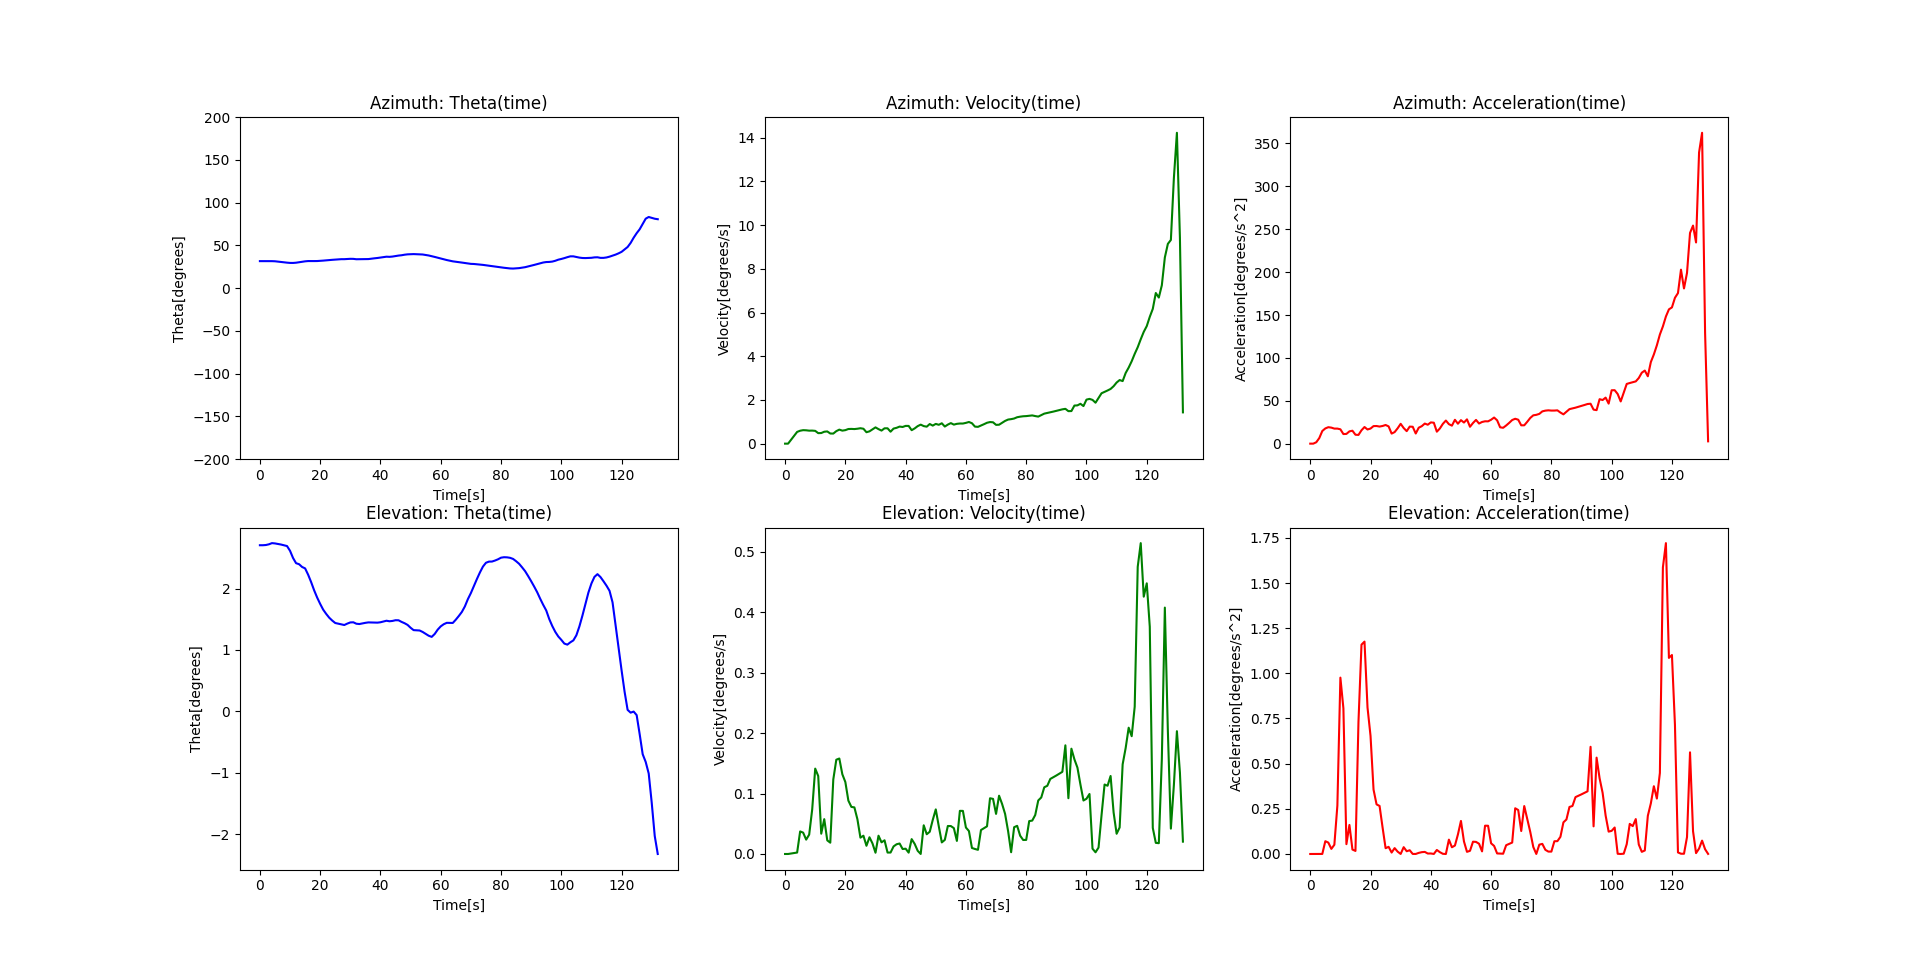 Azimuth: Theta(time)
200
150
100
50
0
−50
−100
−150
−200
Theta[degrees]
0 20 40 60 80 100 120
Time[s]
Azimuth: Velocity(time)
14
12
10
8
6
4
2
0
Velocity[degrees/s]
0 20 40 60 80 100 120
Time[s]
Azimuth: Acceleration(time)
350
300
250
200
150
100
50
0
Acceleration[degrees/s^2]
0 20 40 60 80 100 120
Time[s]
Elevation: Theta(time)
2
1
0
−1
−2
Theta[degrees]
0 20 40 60 80 100 120
Time[s]
Elevation: Velocity(time)
0.5
0.4
0.3
0.2
0.1
0.0
Velocity[degrees/s]
0 20 40 60 80 100 120
Time[s]
Elevation: Acceleration(time)
1.75
1.50
1.25
1.00
0.75
0.50
0.25
0.00
Acceleration[degrees/s^2]
0 20 40 60 80 100 120
Time[s]